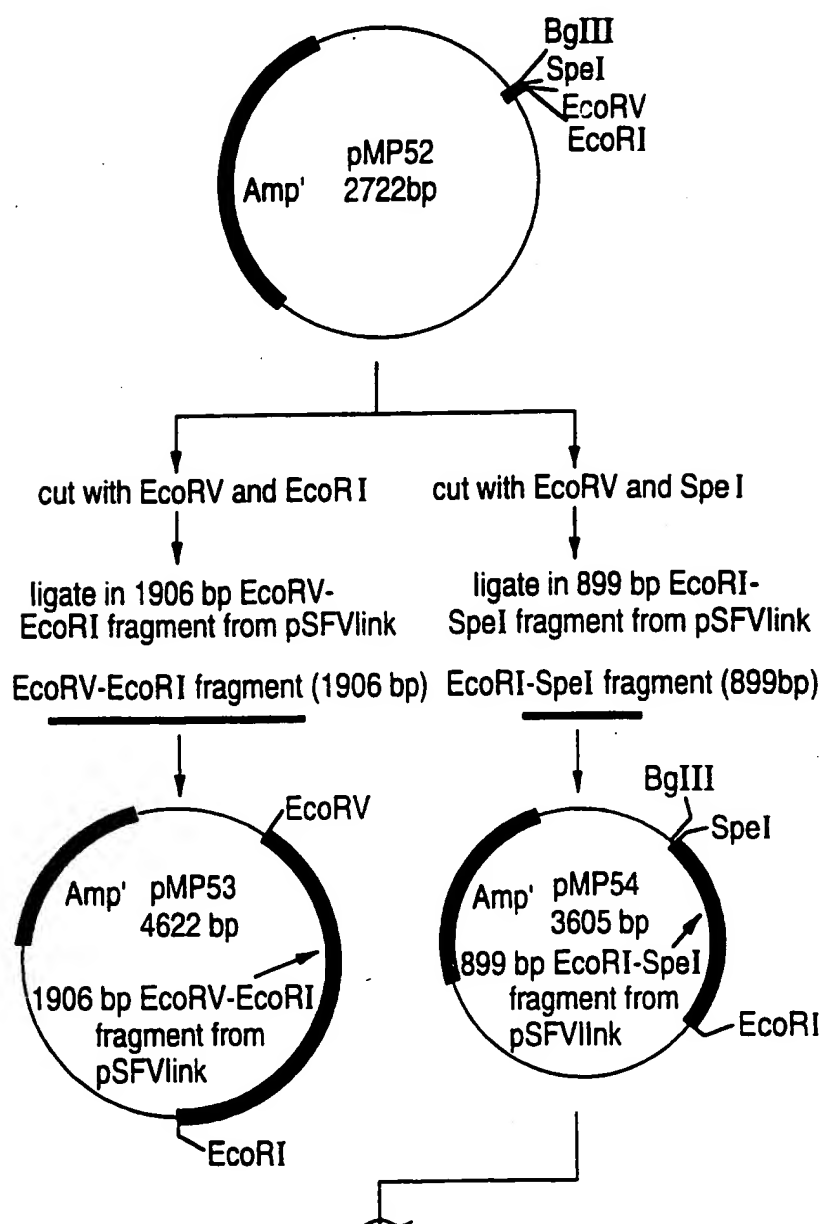 BglII
SpeI
EcoRV
EcoRI
pMP52
2722bp
Amp'
cut with EcoRV and EcoR I
cut with EcoRV and Spe I
ligate in 1906 bp EcoRV-
EcoRI fragment from pSFVlink
ligate in 899 bp EcoRI-
SpeI fragment from pSFVlink
EcoRV-EcoRI fragment (1906 bp)
EcoRI-SpeI fragment (899bp)
EcoRV
Amp'
pMP53
4622 bp
1906 bp EcoRV-EcoRI
fragment from
pSFVlink
EcoRI
BglII
SpeI
Amp'
pMP54
3605 bp
899 bp EcoRI-SpeI
fragment from
pSFVlink
EcoRI